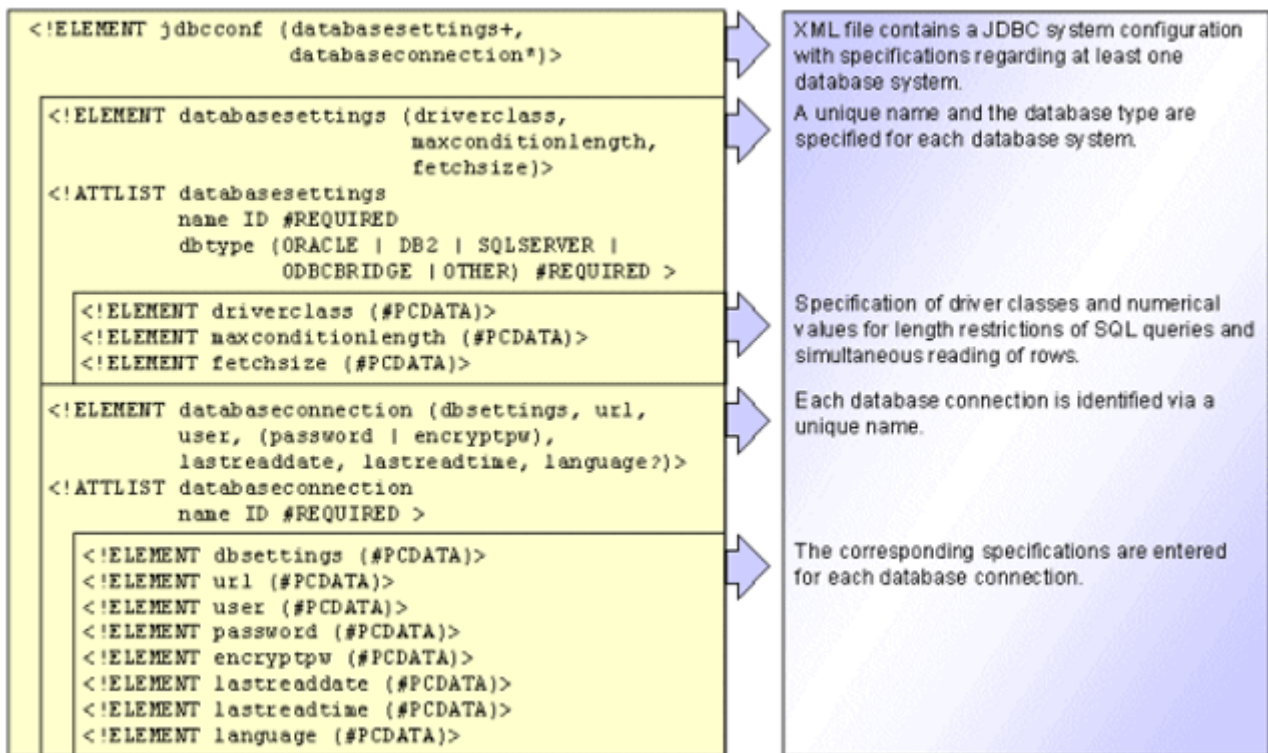 <!ELEMENT jdbcconf (databasesettings+,
databaseconnection*)>
<!ELEMENT databasesettings (driverclass,
maxconditionlength,
fetchsize)>
<!ATTLIST databasesettings
name ID #REQUIRED
dbtype (ORACLE | DB2 | SQLSERVER |
ODBCBRIDGE | OTHER) #REQUIRED >
<!ELEMENT driverclass (#PCDATA)>
<!ELEMENT maxconditionlength (#PCDATA)>
<!ELEMENT fetchsize (#PCDATA)>
<!ELEMENT databaseconnection (dbsettings, url,
user, (password | encryptpw),
lastreaddate, lastreadtime, language?)>
<!ATTLIST databaseconnection
name ID #REQUIRED >
<!ELEMENT dbsettings (#PCDATA)>
<!ELEMENT url (#PCDATA)>
<!ELEMENT user (#PCDATA)>
<!ELEMENT password (#PCDATA)>
<!ELEMENT encryptpw (#PCDATA)>
<!ELEMENT lastreaddate (#PCDATA)>
<!ELEMENT lastreadtime (#PCDATA)>
<!ELEMENT language (#PCDATA)>
XML file contains a JDBC system configuration
with specifications regarding at least one
database system.
A unique name and the database type are
specified for each database system.
Specification of driver classes and numerical
values for length restrictions of SQL queries and
simultaneous reading of rows.
Each database connection is identified via a
unique name.
The corresponding specifications are entered
for each database connection.